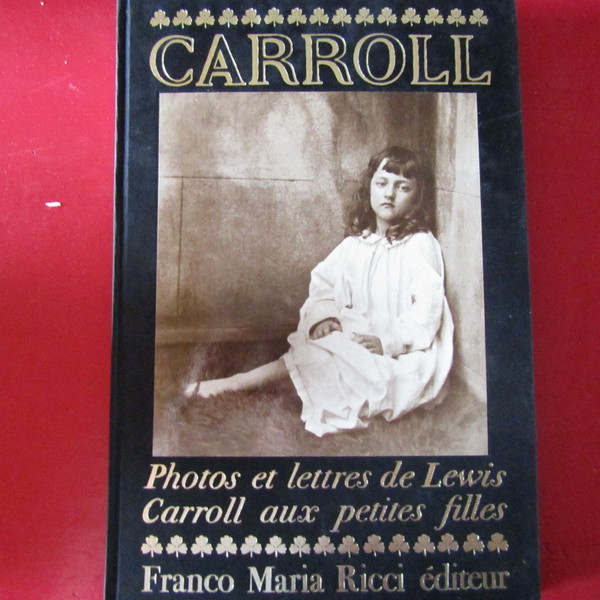 CARROLL
Photos et lettres de Lewis
Carroll aux petites filles
Franco Maria Ricci éditeur